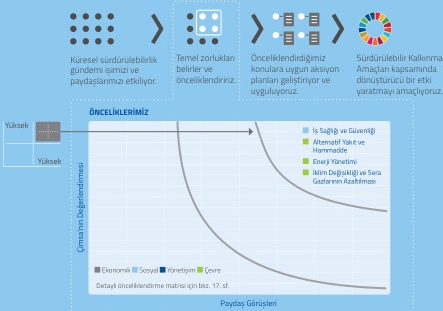 Küresel sürdürülebilirlik
gündemi işimizi ve
paydaşlarımızı etkiliyor.
Temel zorlukları
belirler ve
önceliklendiririz.
Önceliklendirdiğimiz
konulara uygun aksiyon
planları geliştiriyor ve
uyguluyoruz.
Sürdürülebilir Kalkınma
Amaçları kapsamında
dönüştürücü bir etki
yaratmayı amaçlıyoruz.
ÖNCELİKLERİMİZ
Yüksek
Yüksek
Çimsa'nın Değerlendirmesi
İş Sağlığı ve Güvenliği
Alternatif Yakıt ve
Hammadde
Enerji Yönetimi
İklim Değişikliği ve Sera
Gazlarının Azaltılması
Ekonomik Sosyal Yönetişim Çevre
Detaylı önceliklendirme matrisi için bkz. 17. sf.
Paydaş Görüşleri